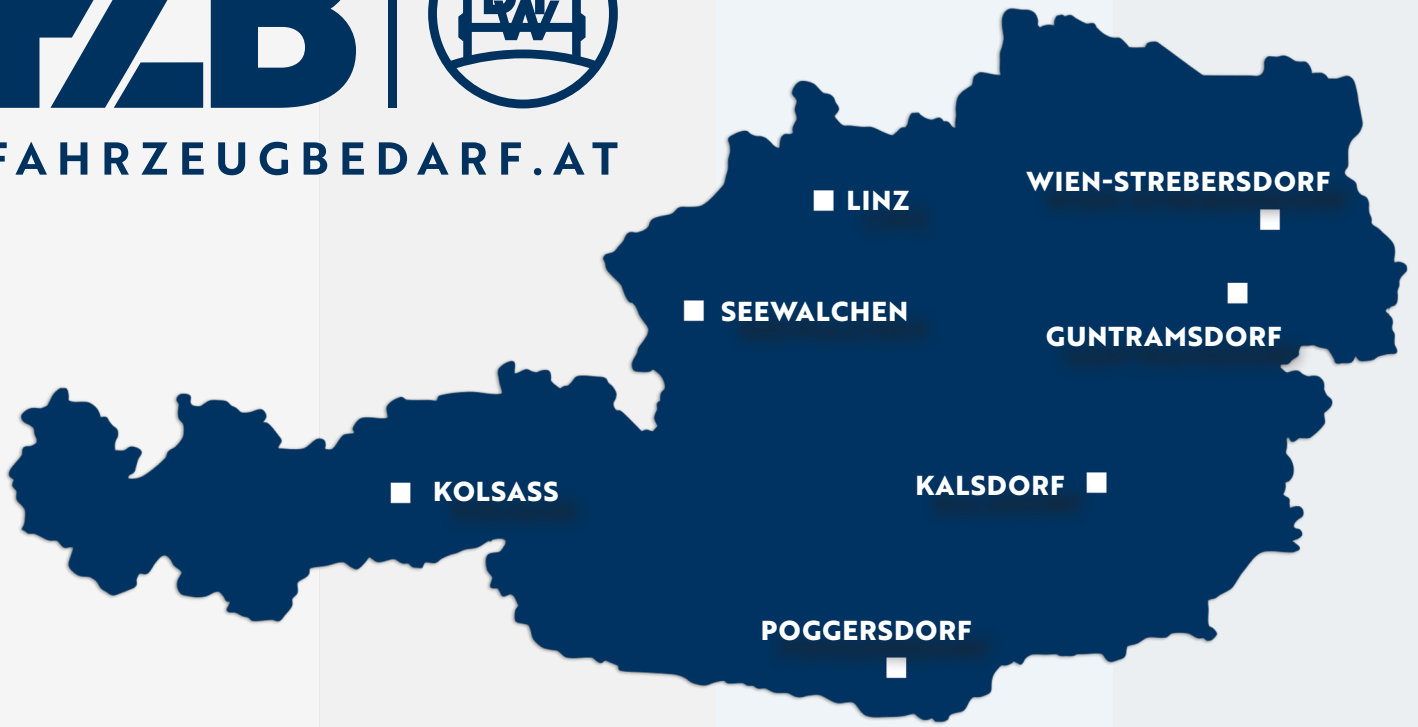 FZB
FAHRZEUGBEDARF.AT
WIEN-STREBERSDORF
LINZ
SEEWALCHEN
GUNTRAMSDORF
KOLSASS
KALSDORF
POGGERSDORF